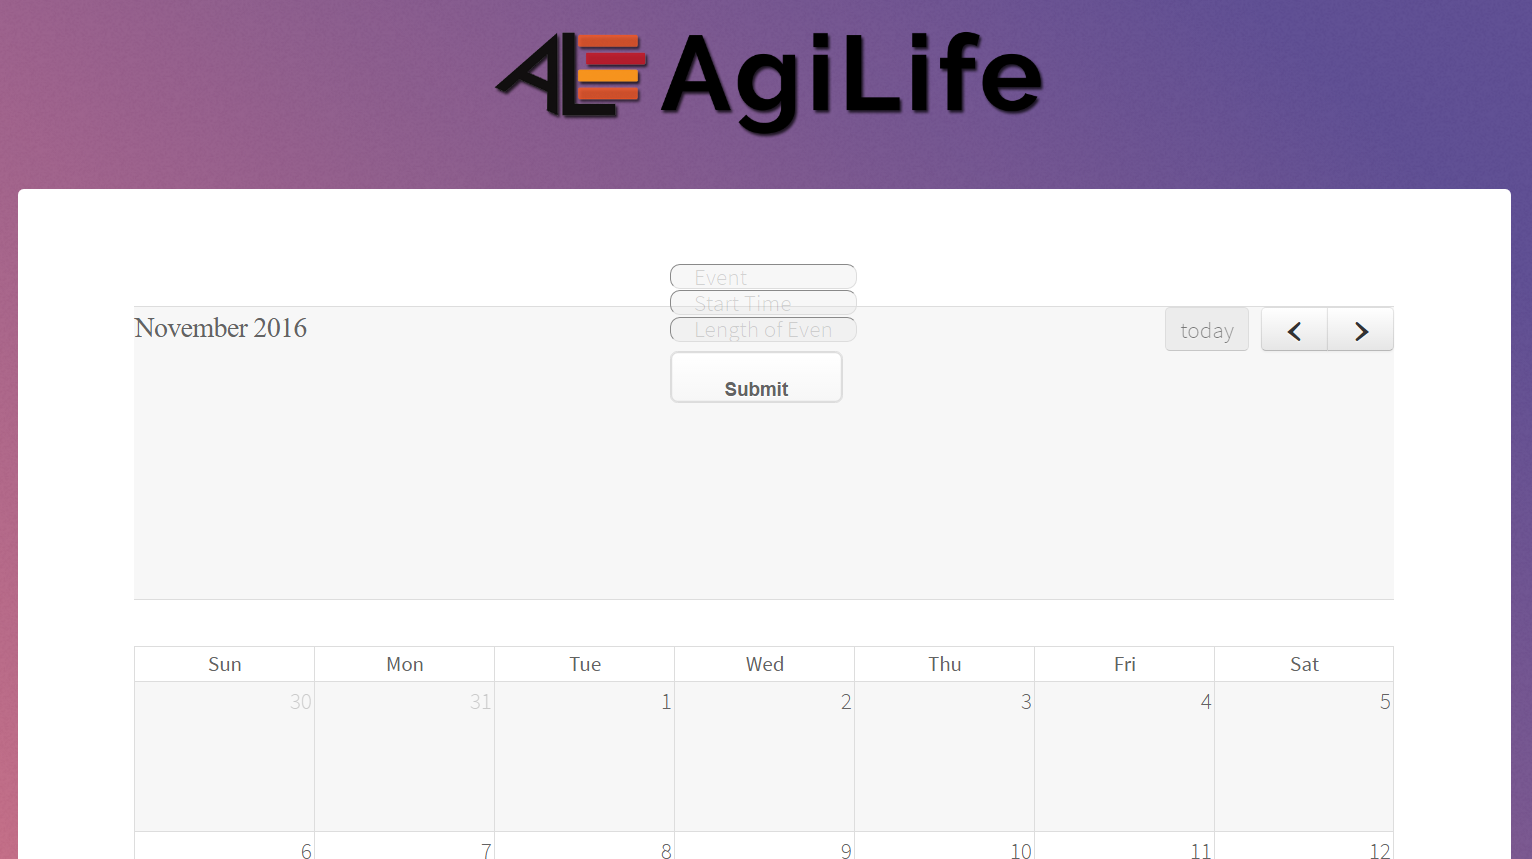 AgiLife
Event
Start Time
Length of Even
November 2016
today
Submit
Sun Mon Tue Wed Thu Fri Sat
30 31 1 2 3 4 5
6 7 8 9 10 11 12